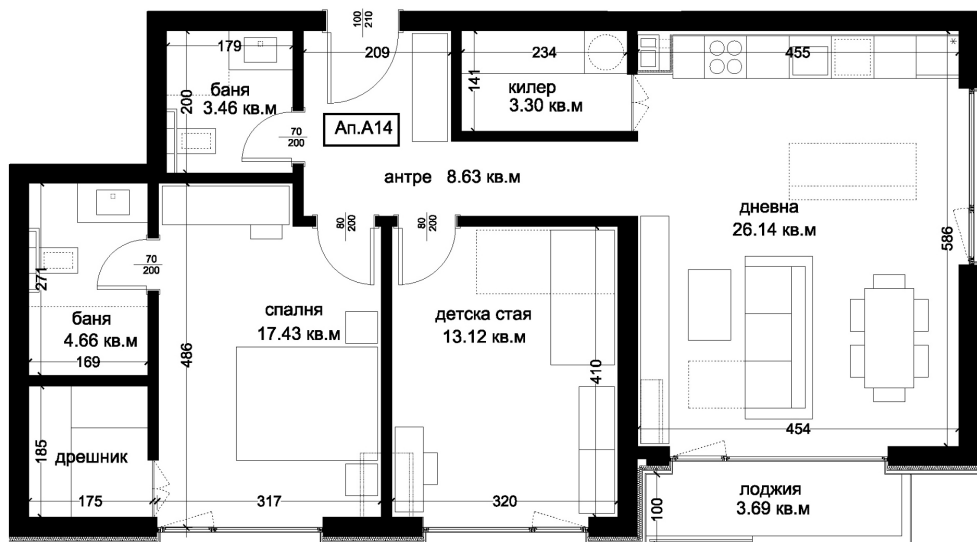 100
210
179
209
234
455
баня
3.46 кв.м
200
141
килер
3.30 кв.м
70
200
Ап.А14
антре 8.63 кв.м
80
200
80
200
дневна
26.14 кв.м
586
271
70
200
баня
4.66 кв.м
169
486
спалня
17.43 кв.м
детска стая
13.12 кв.м
410
454
185
дрешник
175
317
320
100
лоджия
3.69 кв.м